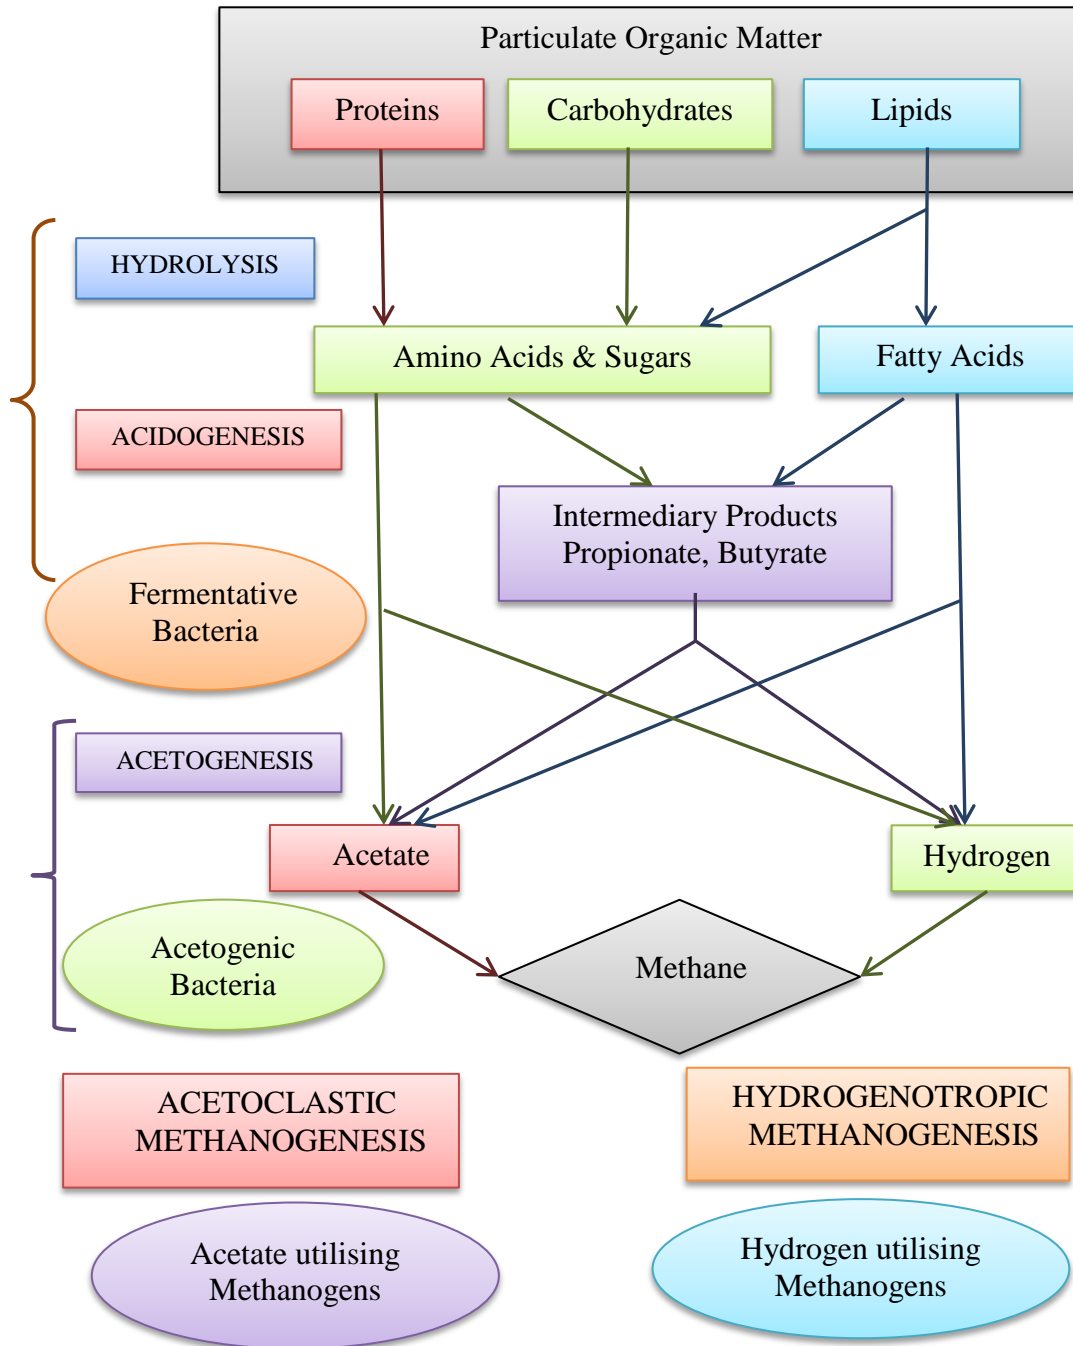 Particulate Organic Matter
Proteins
Carbohydrates
Lipids
HYDROLYSIS
Amino Acids & Sugars
Fatty Acids
ACIDOGENESIS
Intermediary Products
Propionate, Butyrate
Fermentative
Bacteria
ACETOGENESIS
Acetate
Hydrogen
Acetogenic
Bacteria
Methane
ACETOCLASTIC
METHANOGENESIS
HYDROGENOTROPIC
METHANOGENESIS
Acetate utilising
Methanogens
Hydrogen utilising
Methanogens